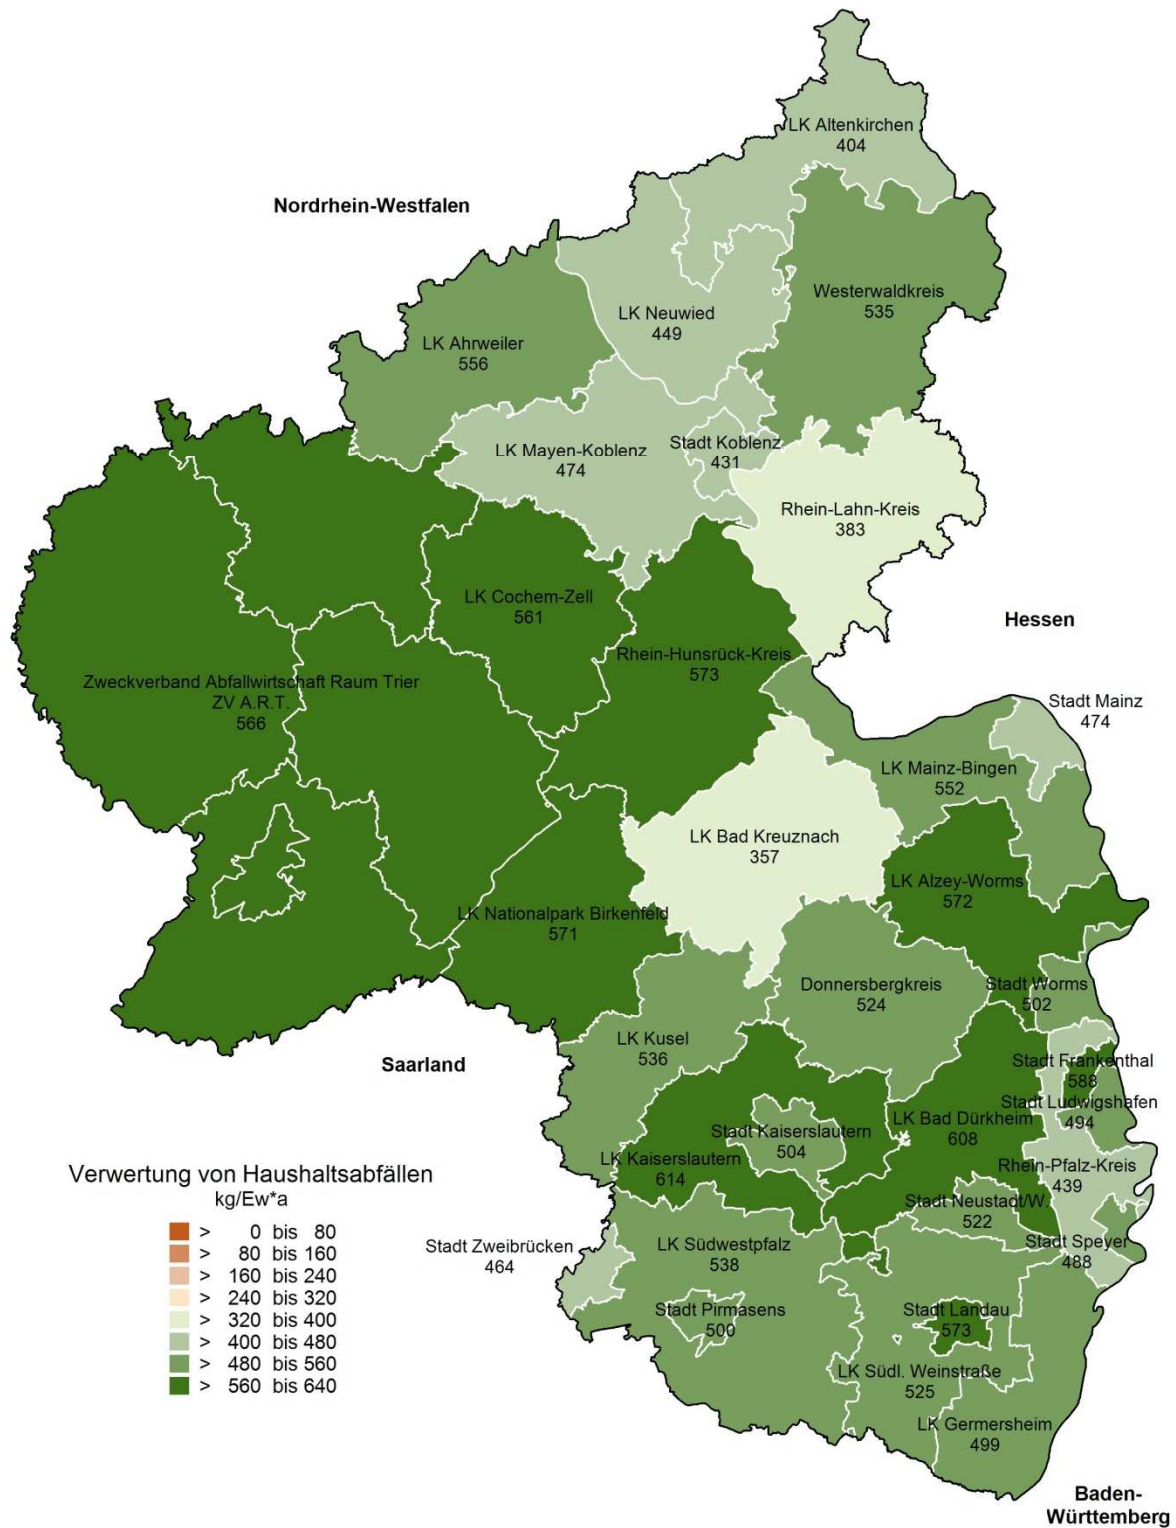 LK Altenkirchen
404
Nordrhein-Westfalen
Westerwaldkreis
535
LK Neuwied
449
LK Ahrweiler
556
Stadt Koblenz
431
LK Mayen-Koblenz
474
Rhein-Lahn-Kreis
383
LK Cochem-Zell
561
Hessen
Rhein-Hunsrück-Kreis
573
Zweckverband Abfallwirtschaft Raum Trier
ZV A.R.T.
566
Stadt Mainz
474
LK Mainz-Bingen
552
LK Bad Kreuznach
357
LK Alzey-Worms
572
LK Nationalpark Birkenfeld
571
Donnersbergkreis
524
Stadt Worms
502
LK Kusel
536
Saarland
Stadt Frankenthal
588
Stadt Ludwigshafen
494
LK Bad Dürkheim
608
Stadt Kaiserslautern
504
LK Kaiserslautern
614
Rhein-Pfalz-Kreis
439
Stadt Neustadt/W.
522
Stadt Speyer
488
Stadt Zweibrücken
464
LK Südwestpfalz
538
Stadt Pirmasens
500
Stadt Landau
573
LK Südl. Weinstraße
525
LK Germersheim
499
Baden-
Württemberg
Verwertung von Haushaltsabfällen
kg/Ew*a
> 0 bis 80
> 80 bis 160
> 160 bis 240
> 240 bis 320
> 320 bis 400
> 400 bis 480
> 480 bis 560
> 560 bis 640